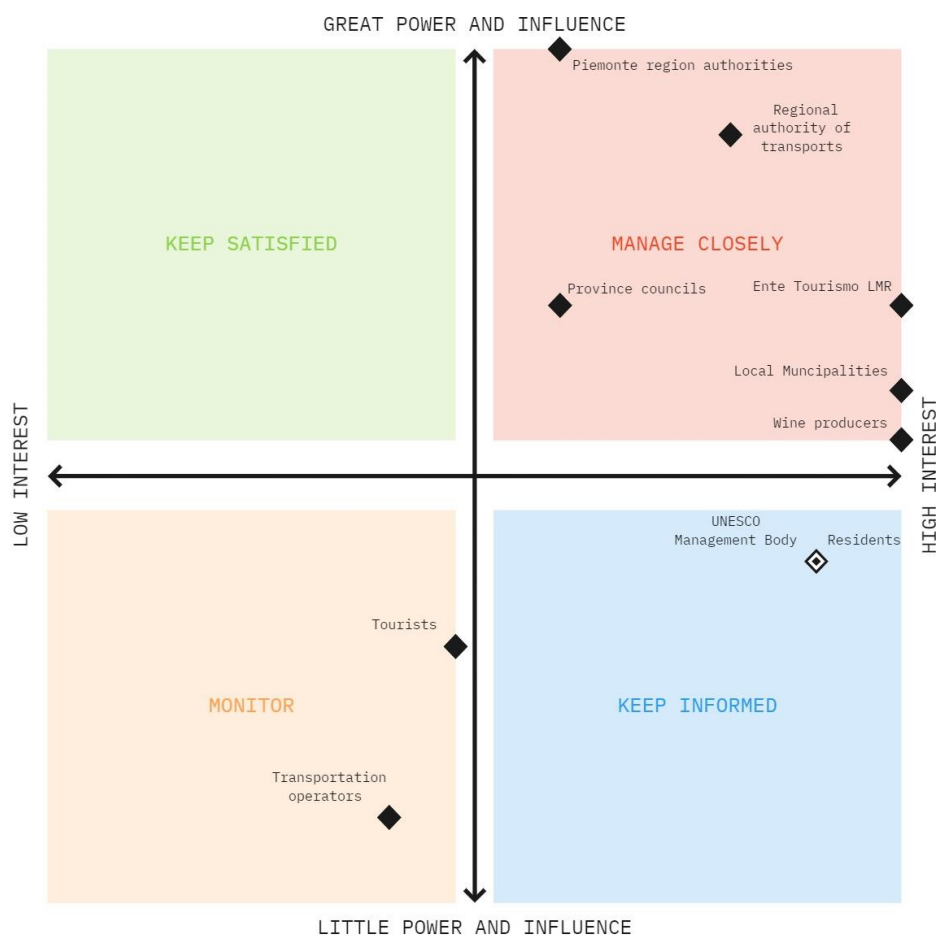 GREAT POWER AND INFLUENCE
Piemonte region authorities
Regional
authority of
transports
KEEP SATISFIED
MANAGE CLOSELY
Province councils
Ente Tourismo LMR
Local Muncipalities
Wine producers
LOW INTEREST
HIGH INTEREST
UNESCO
Management Body
Residents
Tourists
MONITOR
KEEP INFORMED
Transportation
operators
LITTLE POWER AND INFLUENCE